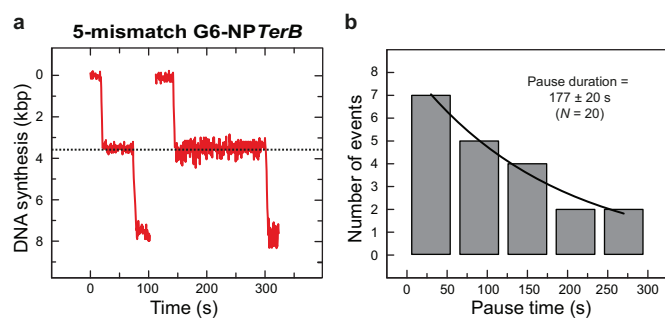 a
5-mismatch G6-NPTerB
DNA synthesis (kbp)
0
2
4
6
8
0
100
200
300
Time (s)
b
Number of events
8
7
6
5
4
3
2
1
0
Pause duration =
177 ± 20 s
(N = 20)
0
50
100
150
200
250
300
Pause time (s)